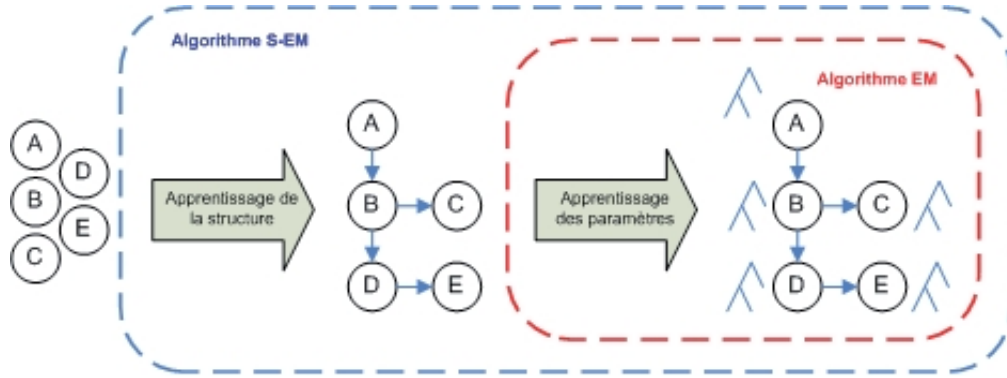 Algorithme S-EM
Algorithme EM
A
D
B
E
C
Apprentissage de
la structure
A
B
C
D
E
Apprentissage
des paramètres
A
B
C
D
E